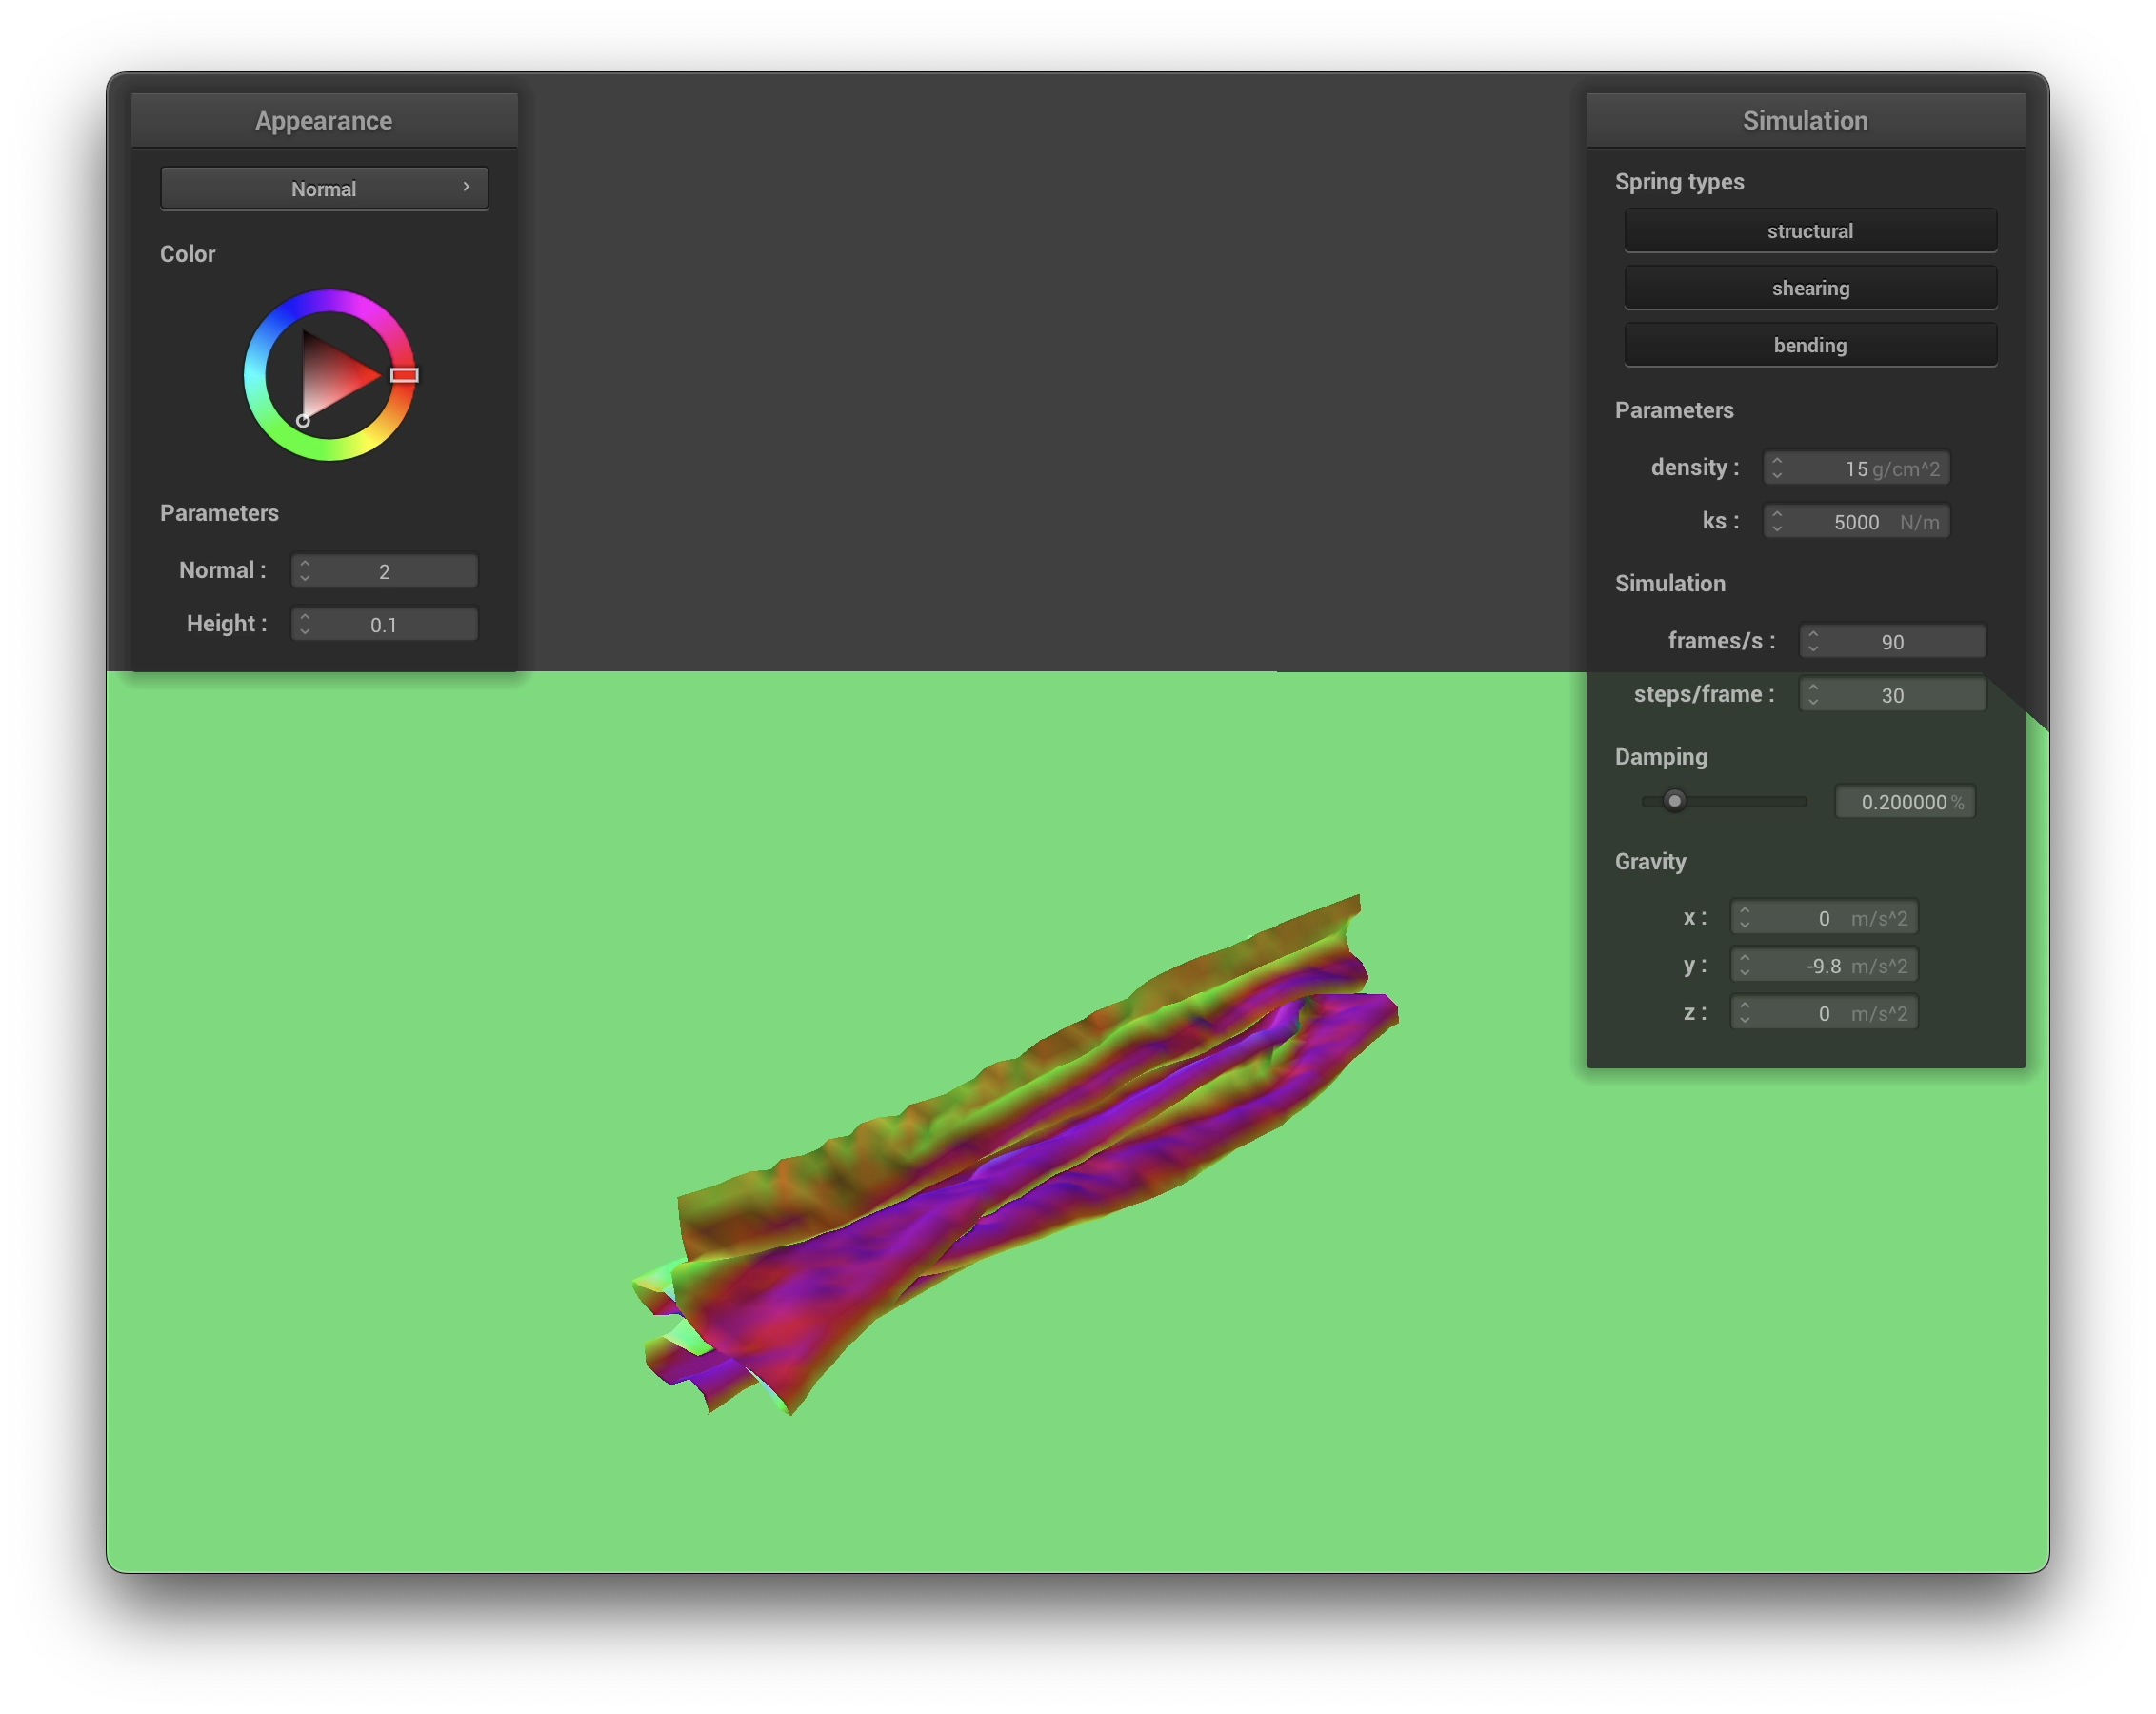 Appearance
Normal
Color
Parameters
Normal : 2
Height : 0.1
Simulation
Spring types
structural
shearing
bending
Parameters
density : 15 g/cm^2
ks : 5000 N/m
Simulation
frames/s : 90
steps/frame : 30
Damping
0.200000 %
Gravity
x : 0 m/s^2
y : -9.8 m/s^2
z : 0 m/s^2